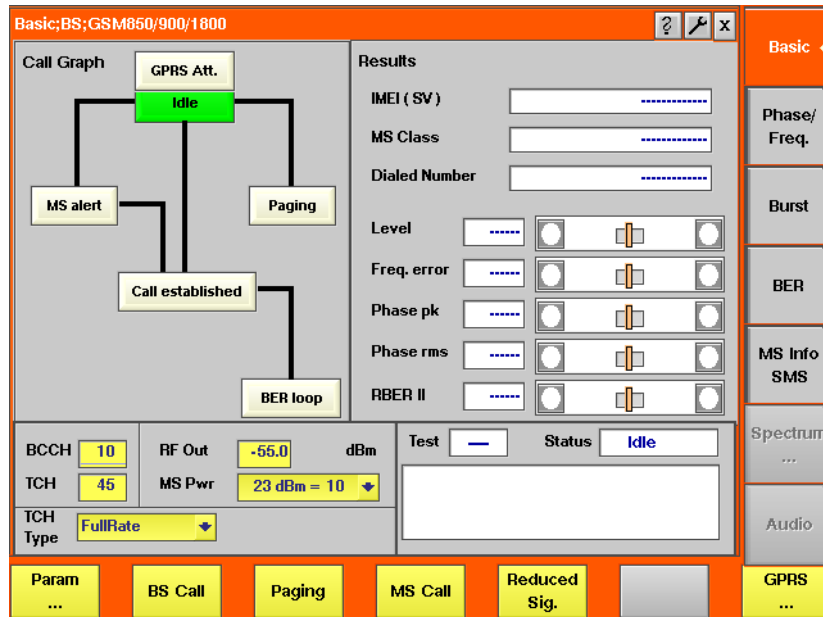 Basic;BS;GSM850/900/1800
? x
Call Graph
GPRS Att.
Idle
MS alert
Paging
Call established
BER loop
Results
IMEI ( SV ) ------------
MS Class ------------
Dialed Number ------------
Level ------
Freq. error ------
Phase pk ------
Phase rms ------
RBER II ------
BCCH 10
RF Out -55.0 dBm
TCH 45
MS Pwr 23 dBm = 10
TCH
Type
FullRate
Test — Status Idle
Param
...
BS Call
Paging
MS Call
Reduced
Sig.
Basic
Phase/
Freq.
Burst
BER
MS Info
SMS
Spectrum
...
Audio
GPRS
...